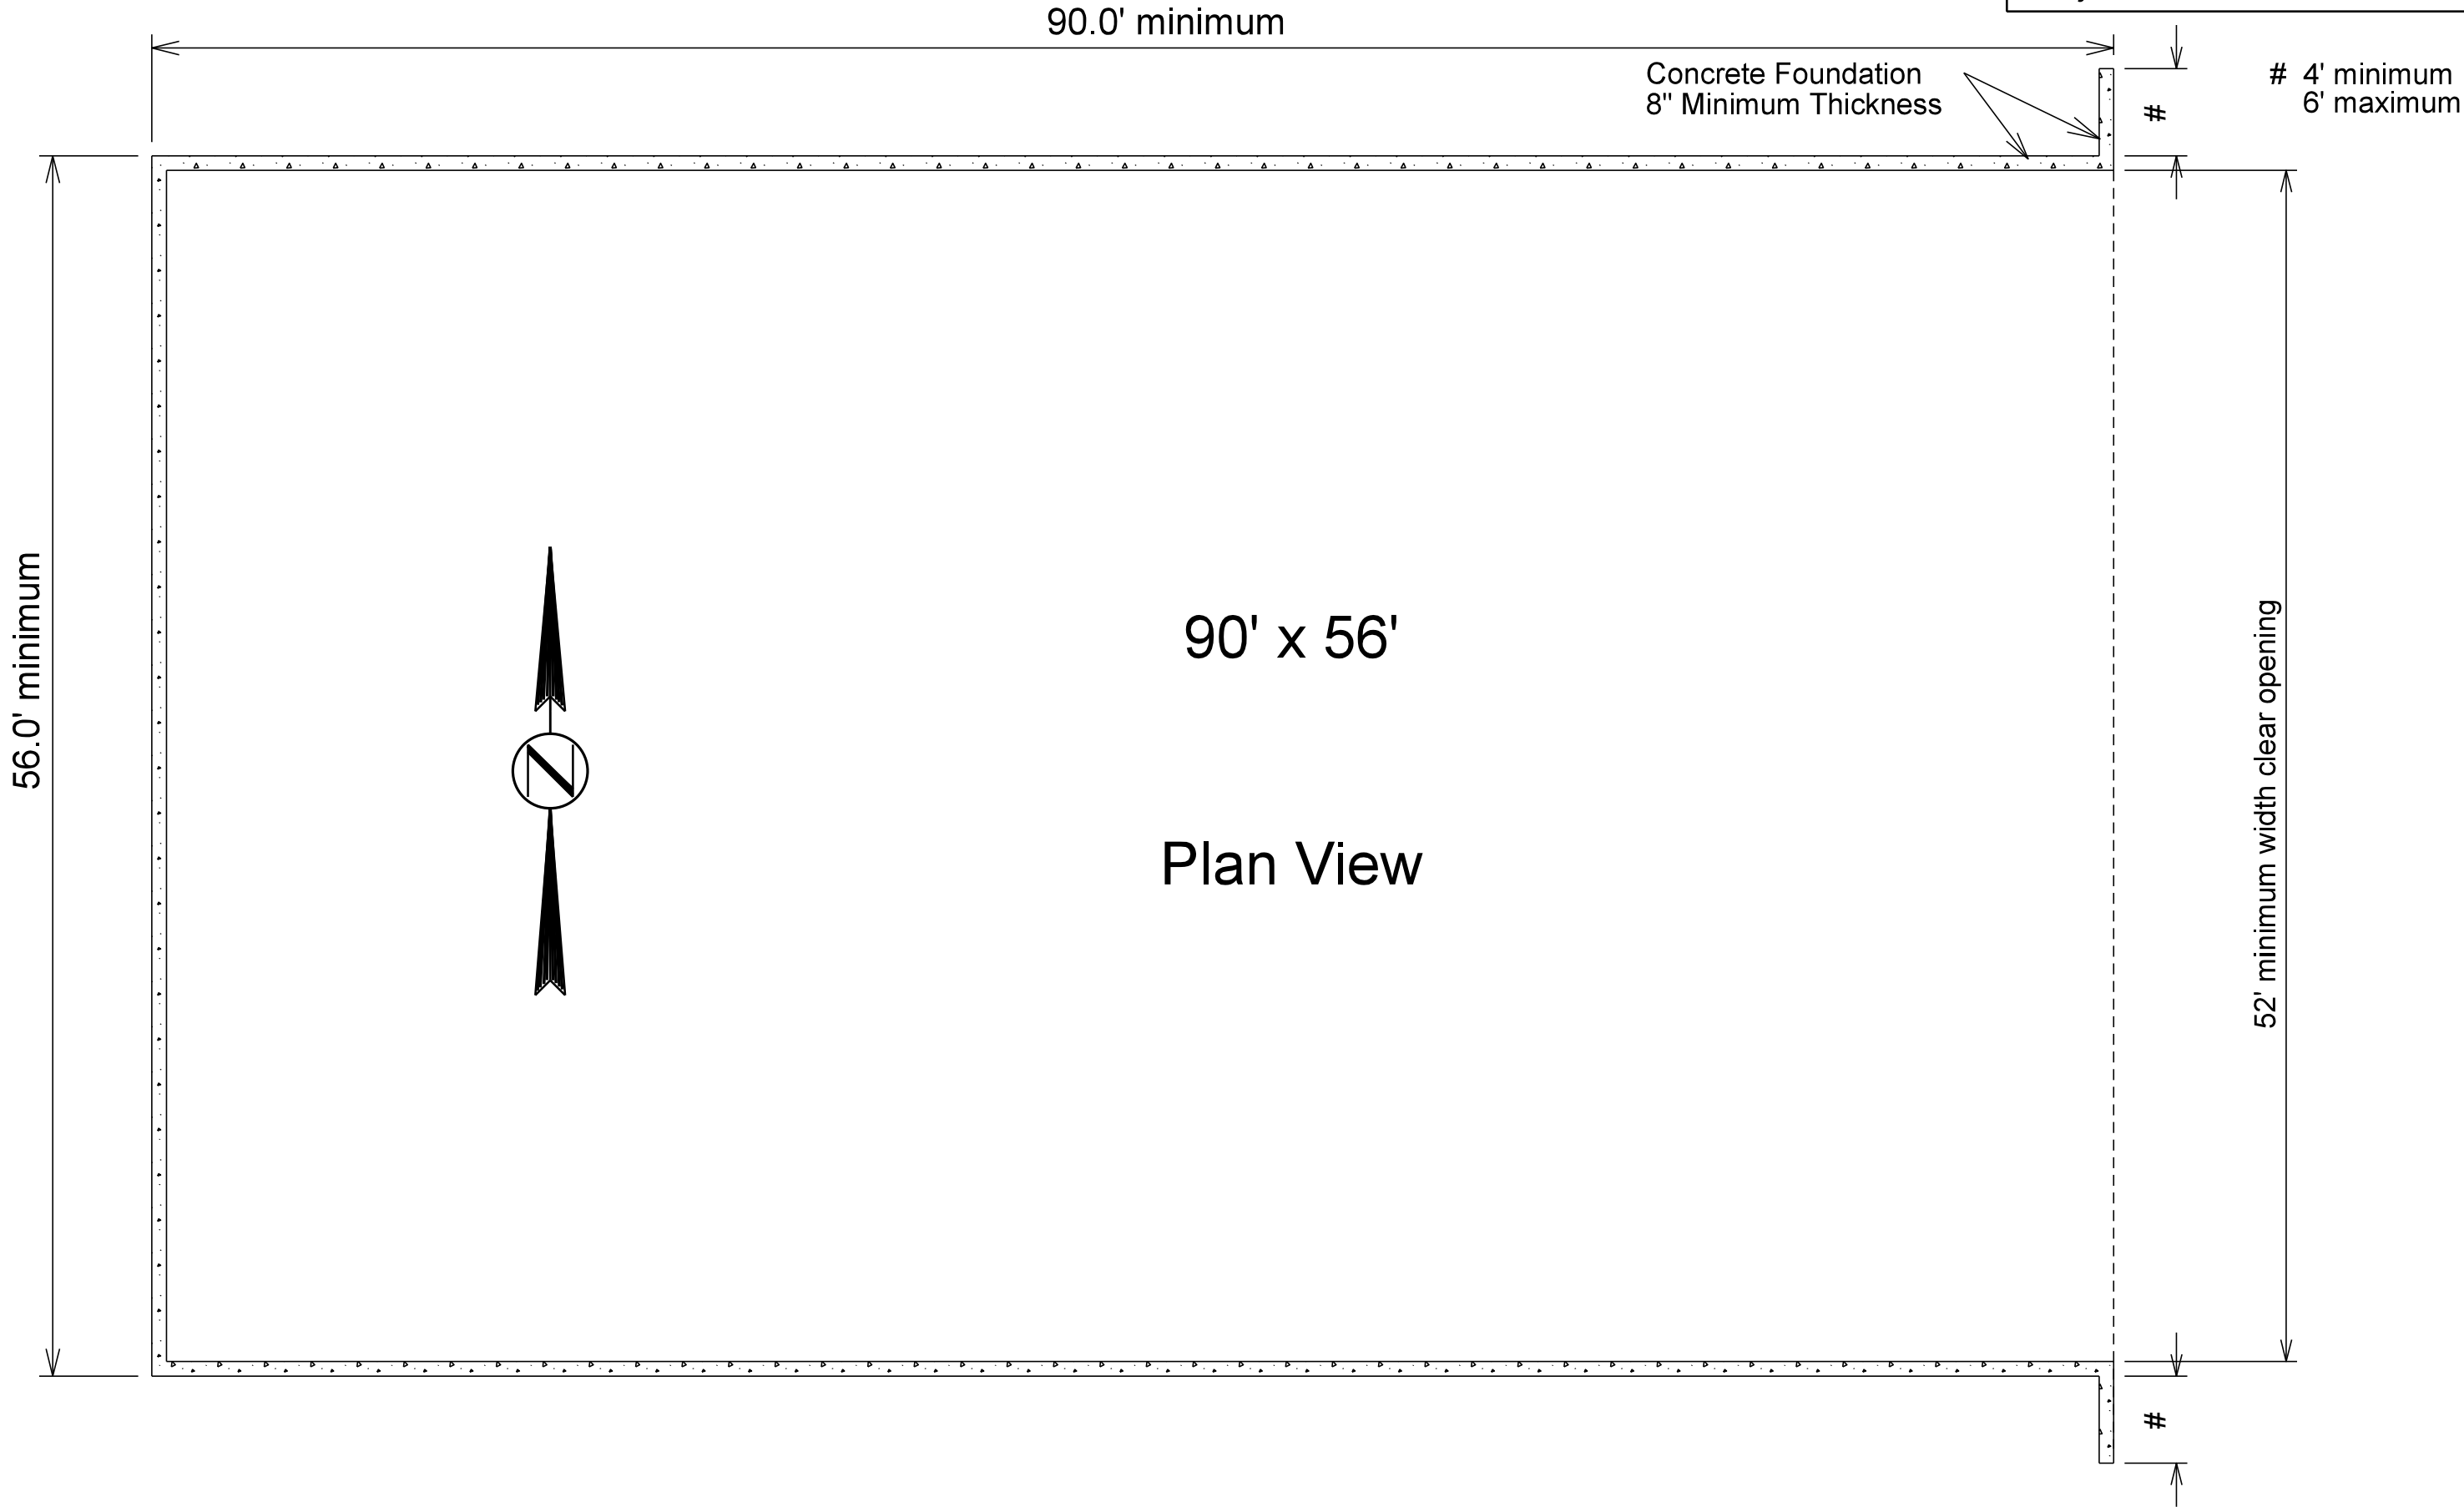 90.0' minimum
Concrete Foundation
8" Minimum Thickness
#
# 4' minimum
6' maximum
56.0' minimum
90' x 56'
N
Plan View
52' minimum width clear opening
#